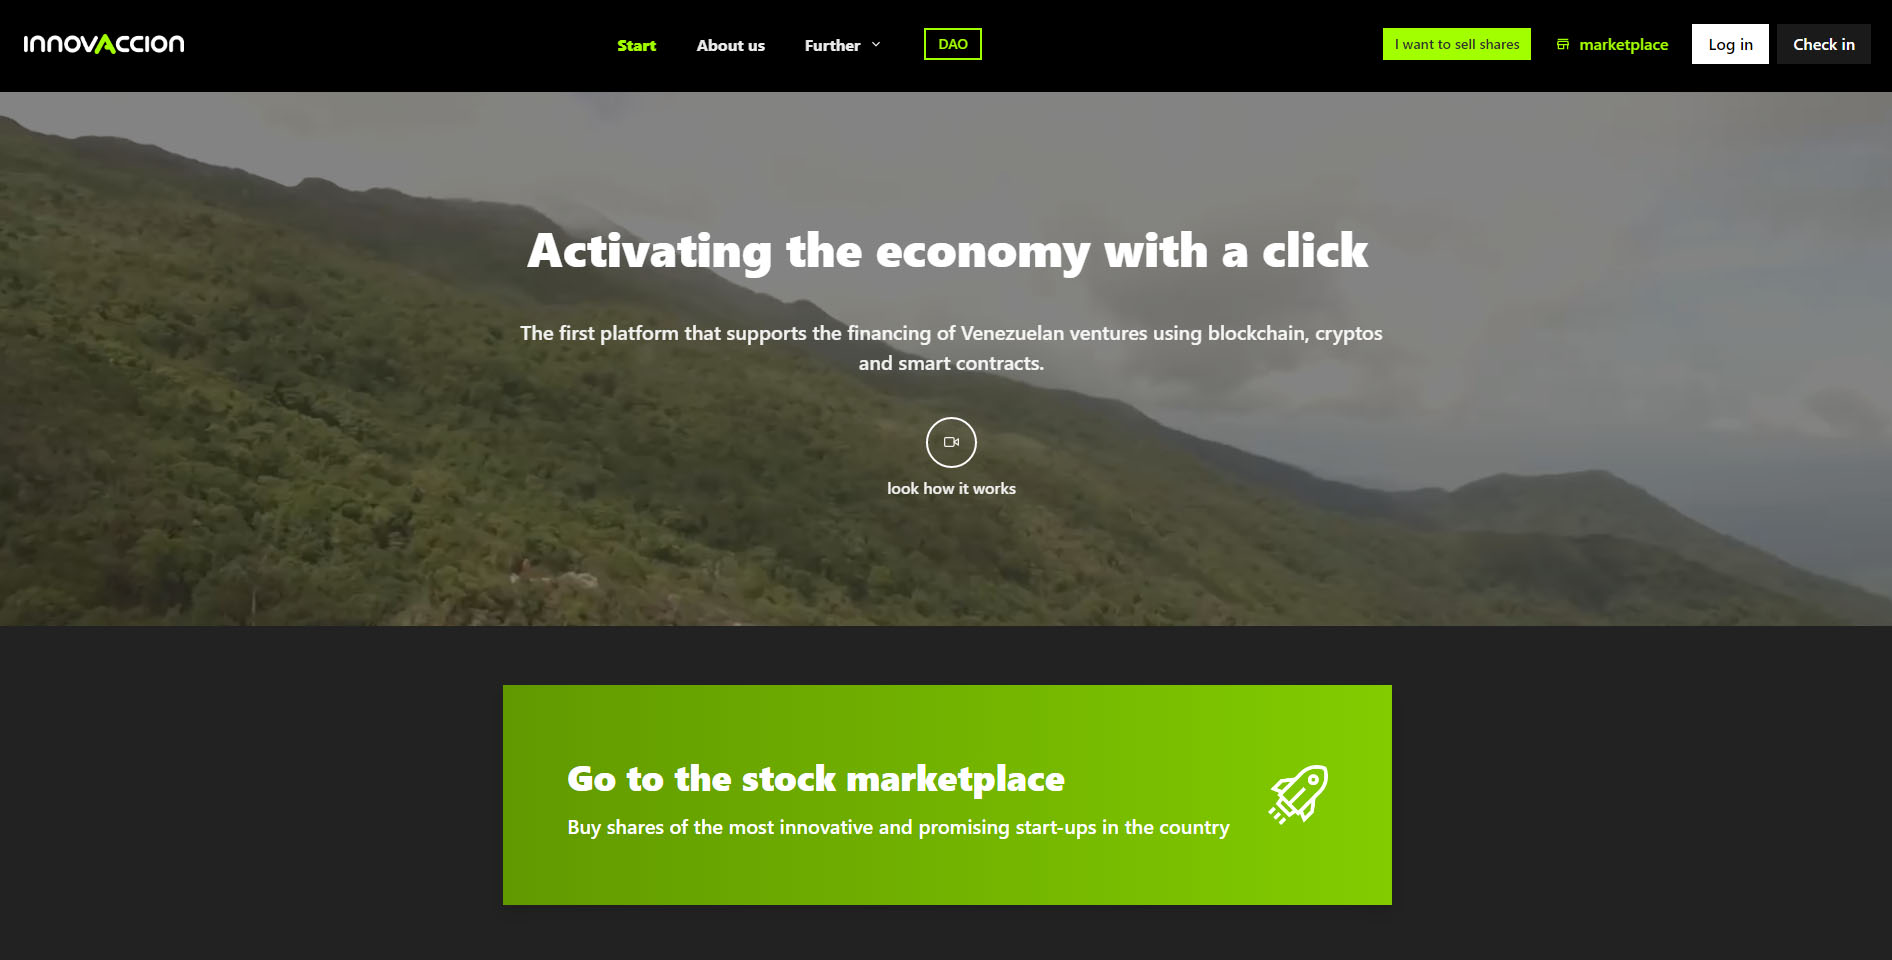 INNOVACCION
Start
About us
Further
DAO
I want to sell shares
marketplace
Log in
Check in
Activating the economy with a click
The first platform that supports the financing of Venezuelan ventures using blockchain, cryptos
and smart contracts.
look how it works
Go to the stock marketplace
Buy shares of the most innovative and promising start-ups in the country